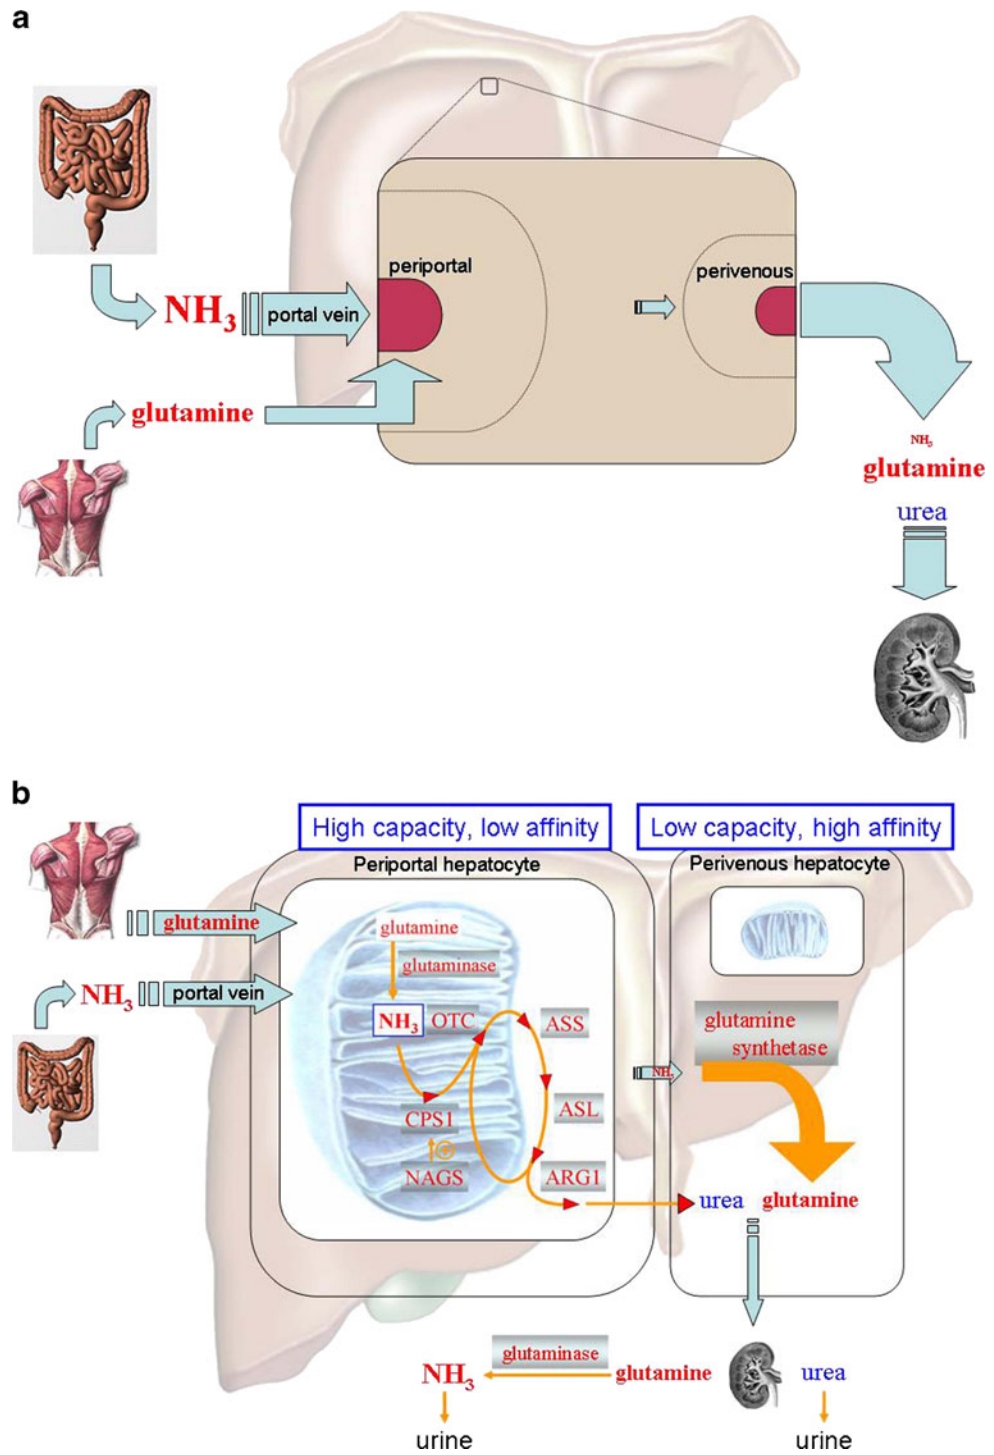 a
periportal
perivenous
NH3
portal vein
glutamine
NH3
glutamine
urea
b
High capacity, low affinity
Low capacity, high affinity
Periportal hepatocyte
Perivenous hepatocyte
glutamine
glutamine
glutaminase
NH3
portal vein
NH3
OTC
ASS
glutamine
synthetase
NH3
CPS1
ASL
+
NAGS
ARG1
urea
glutamine
glutaminase
NH3
glutamine
urea
urine
urine